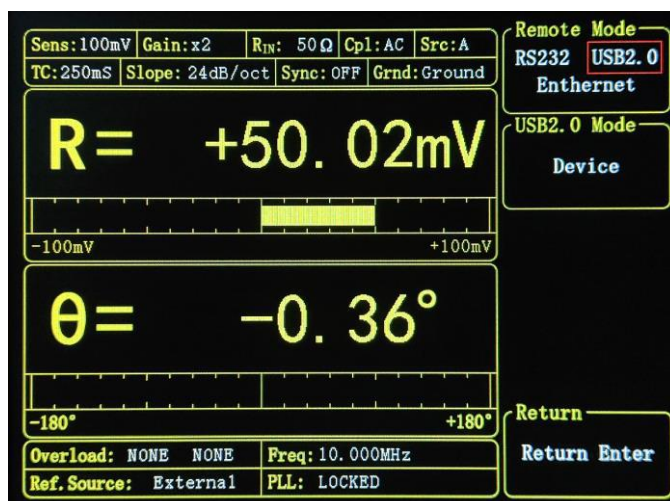 Sens:100mV Gain:x2 RIN: 50Ω Cpl:AC Src:A
TC:250mS Slope: 24dB/oct Sync: OFF Grnd:Ground
R= +50.02mV
-100mV +100mV
θ= -0.36°
-180° +180°
Overload: NONE NONE Freq: 10.000MHz
Ref.Source: External PLL: LOCKED
Remote Mode
RS232 USB2.0
Enthernet
USB2.0 Mode
Device
Return
Return Enter